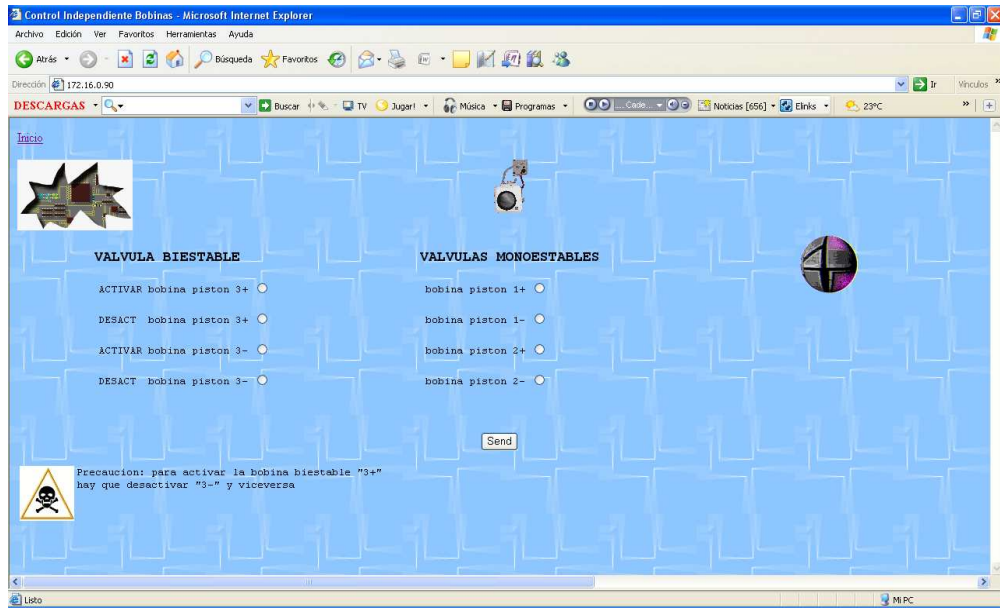 Control Independiente Bobinas - Microsoft Internet Explorer
Archivo Edición Ver Favoritos Herramientas Ayuda
Atrás Búsqueda Favoritos
Dirección 172.16.0.90 Ir Vínculos »
DESCARGAS Buscar TV Jugar! Música Programas Noticias [656] Elinks 23ºC »
Inicio
VALVULA BIESTABLE VALVULAS MONOESTABLES
ACTIVAR bobina piston 3+ bobina piston 1+
DESACT bobina piston 3+ bobina piston 1-
ACTIVAR bobina piston 3- bobina piston 2+
DESACT bobina piston 3- bobina piston 2-
Send
Precaucion: para activar la bobina biestable "3+"
hay que desactivar "3-" y viceversa
Listo Mi PC